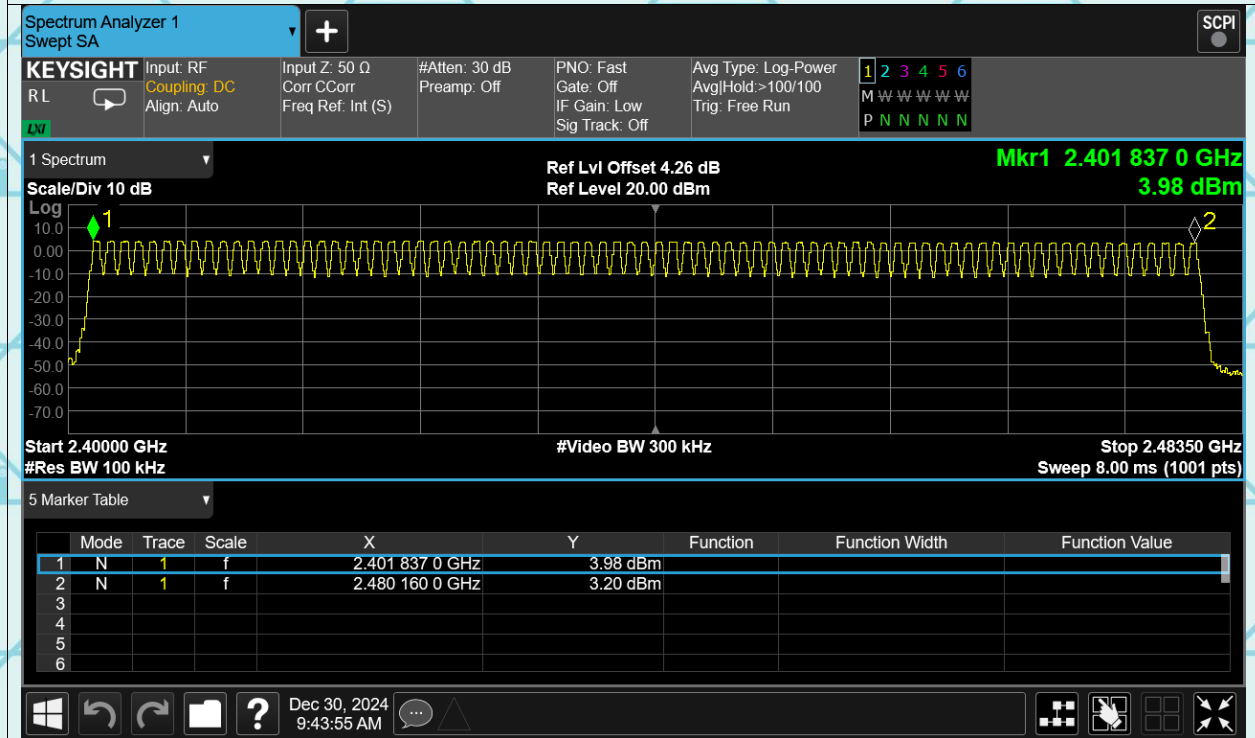 Spectrum Analyzer 1
Swept SA
+
SCPI
KEYSIGHT
RL
LXI
Input: RF
Coupling: DC
Align: Auto
Input Z: 50 Ω
Corr CCorr
Freq Ref: Int (S)
#Atten: 30 dB
Preamp: Off
PNO: Fast
Gate: Off
IF Gain: Low
Sig Track: Off
Avg Type: Log-Power
Avg|Hold:>100/100
Trig: Free Run
1 2 3 4 5 6
M W W W W W W
P N N N N N N
1 Spectrum
Scale/Div 10 dB
Ref Lvl Offset 4.26 dB
Ref Level 20.00 dBm
Mkr1 2.401 837 0 GHz
3.98 dBm
Log
10.0
0.00
-10.0
-20.0
-30.0
-40.0
-50.0
-60.0
-70.0
1
2
Start 2.40000 GHz
#Video BW 300 kHz
Stop 2.48350 GHz
#Res BW 100 kHz
Sweep 8.00 ms (1001 pts)
5 Marker Table
Mode Trace Scale X Y Function Function Width Function Value
1 N 1 f 2.401 837 0 GHz 3.98 dBm
2 N 1 f 2.480 160 0 GHz 3.20 dBm
3
4
5
6
?
Dec 30, 2024
9:43:55 AM